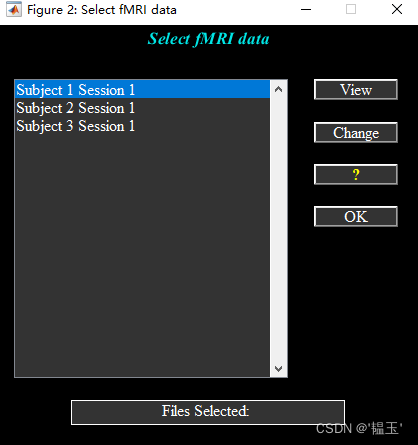 Figure 2: Select fMRI data
Select fMRI data
Subject 1 Session 1
Subject 2 Session 1
Subject 3 Session 1
View
Change
?
OK
Files Selected:
CSDN @'韫玉'